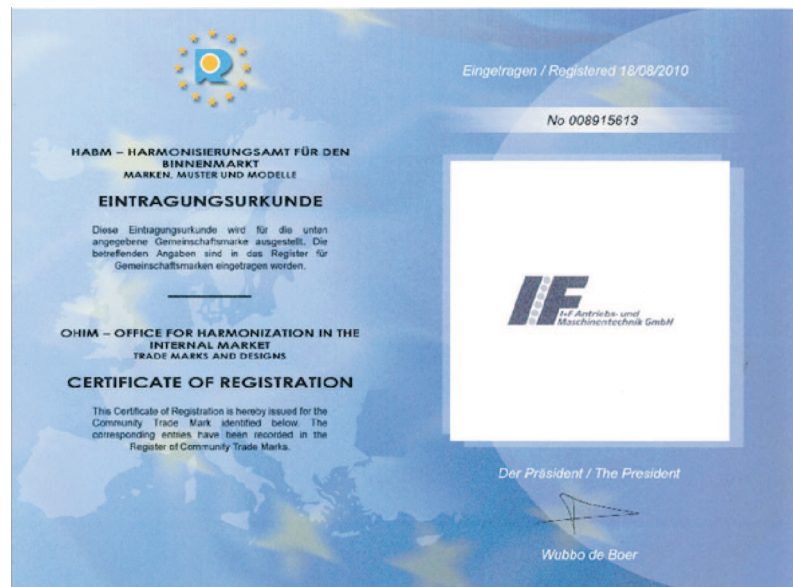 HABM – HARMONISIERUNGSAMT FÜR DEN
BINNENMARKT
MARKEN, MUSTER UND MODELLE
EINTRAGUNGSURKUNDE
Diese Eintragungsurkunde wird für die unten
angegebene Gemeinschaftsmarke ausgestellt. Die
betreffenden Angaben sind in das Register für
Gemeinschaftsmarken eingetragen worden.
OHIM – OFFICE FOR HARMONIZATION IN THE
INTERNAL MARKET
TRADE MARKS AND DESIGNS
CERTIFICATE OF REGISTRATION
This Certificate of Registration is hereby issued for the
Community Trade Mark identified below. The
corresponding entries have been recorded in the
Register of Community Trade Marks.
Eingetragen / Registered 18/08/2010
No 008915613
I+F
I+F Antriebs- und
Maschinentechnik GmbH
Der Präsident / The President
Wubbo de Boer